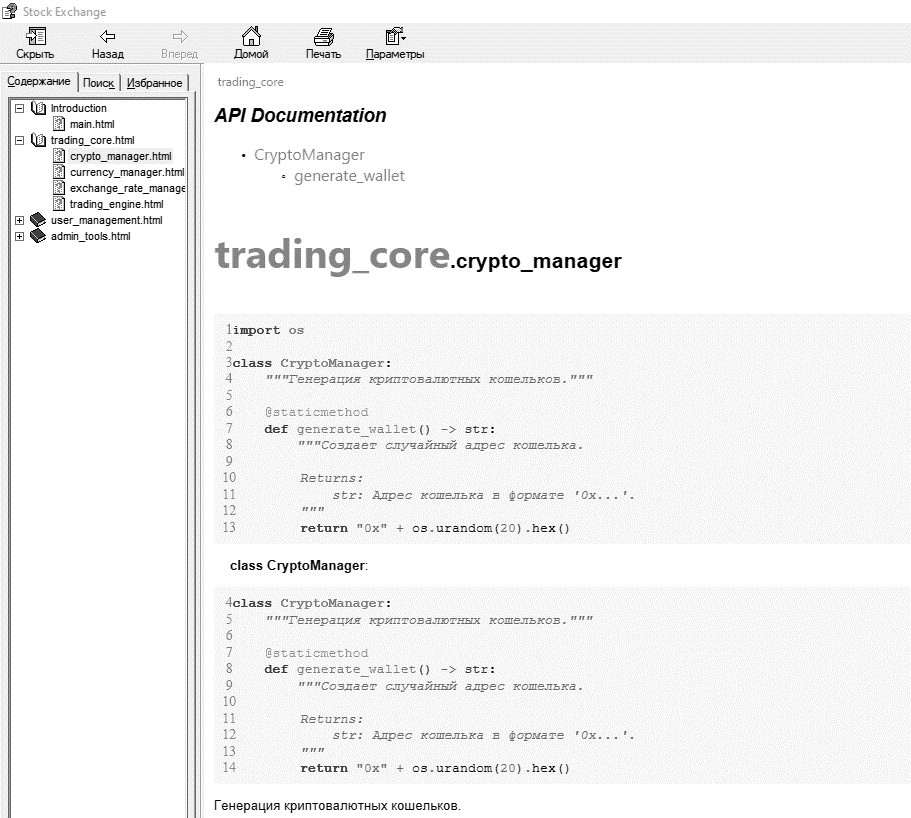 Stock Exchange
Скрыть Назад Вперед Домой Печать Параметры
Содержание Поиск Избранное
Introduction
main.html
trading_core.html
crypto_manager.html
currency_manager.html
exchange_rate_manage
trading_engine.html
user_management.html
admin_tools.html
trading_core
API Documentation
• CryptoManager
◦ generate_wallet
trading_core.crypto_manager
1import os
2
3class CryptoManager:
4    """Генерация криптовалютных кошельков."""
5
6    @staticmethod
7    def generate_wallet() -> str:
8        """Создает случайный адрес кошелька.
9
10        Returns:
11            str: Адрес кошелька в формате '0x...'.
12        """
13        return "0x" + os.urandom(20).hex()
class CryptoManager:
4class CryptoManager:
5    """Генерация криптовалютных кошельков."""
6
7    @staticmethod
8    def generate_wallet() -> str:
9        """Создает случайный адрес кошелька.
10
11        Returns:
12            str: Адрес кошелька в формате '0x...'.
13        """
14        return "0x" + os.urandom(20).hex()
Генерация криптовалютных кошельков.